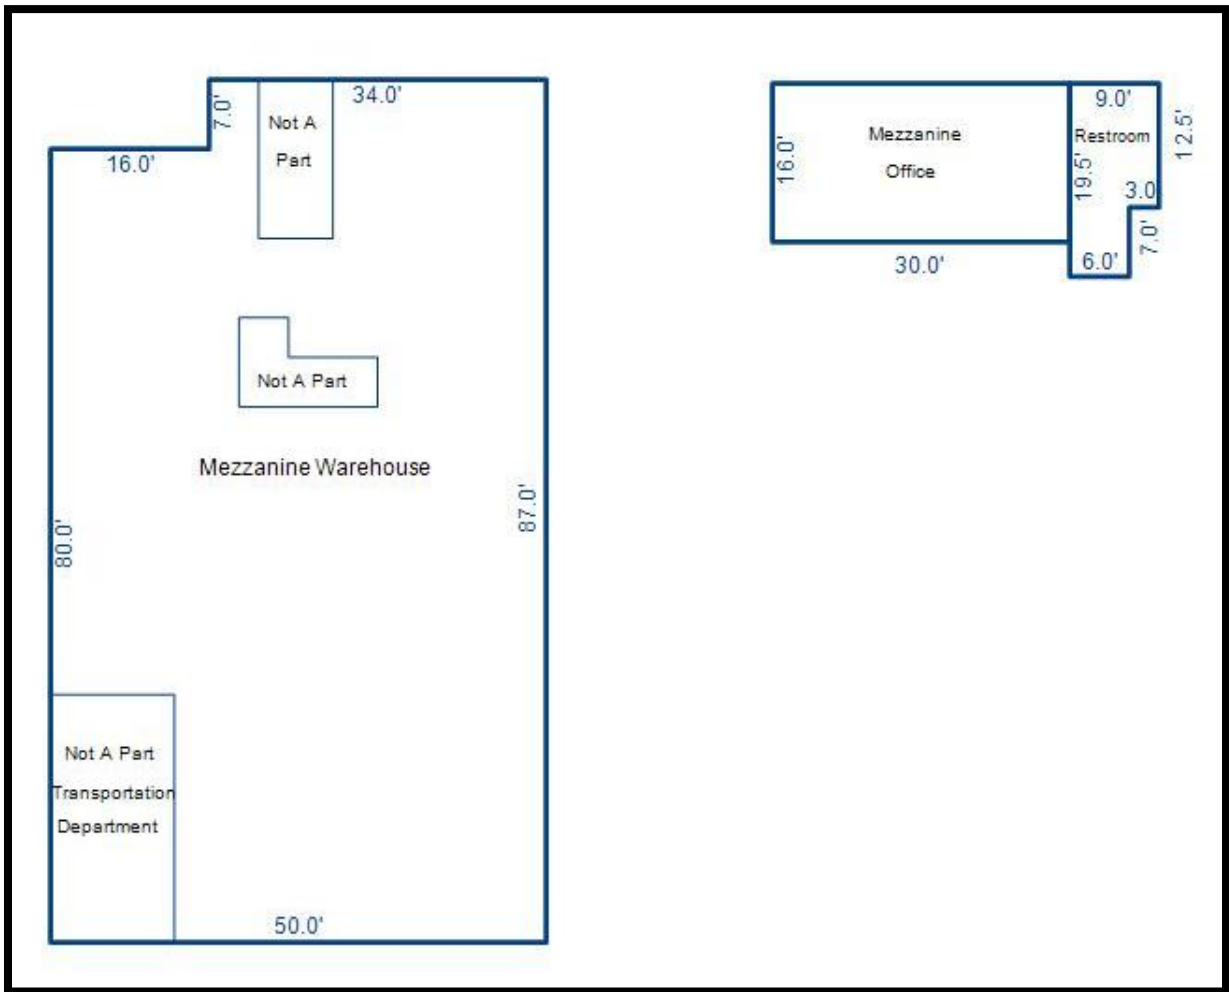 34.0'
7.0'
Not A
Part
16.0'
Not A Part
Mezzanine Warehouse
87.0'
80.0'
Not A Part
Transportation
Department
50.0'
9.0'
12.5'
Mezzanine
Office
Restroom
16.0'
19.5'
3.0
7.0'
30.0'
6.0'